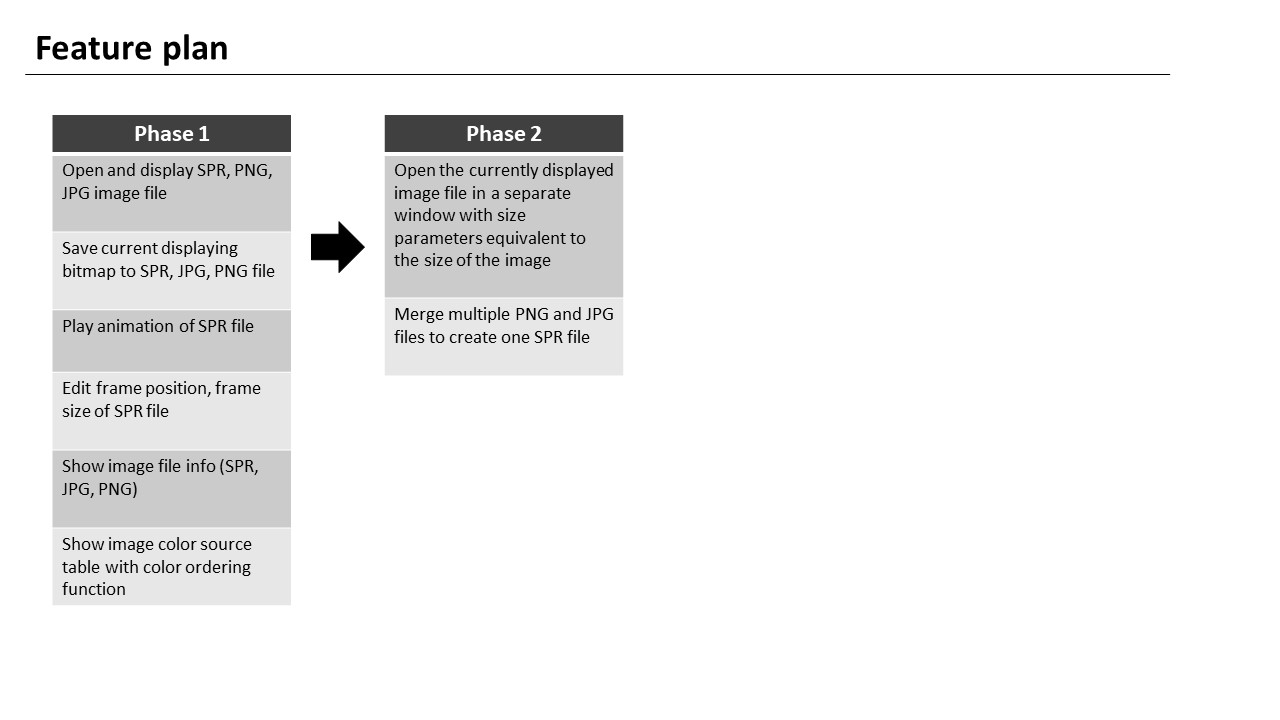 Feature plan
Phase 1
Open and display SPR, PNG,
JPG image file
Save current displaying
bitmap to SPR, JPG, PNG file
Play animation of SPR file
Edit frame position, frame
size of SPR file
Show image file info (SPR,
JPG, PNG)
Show image color source
table with color ordering
function
Phase 2
Open the currently displayed
image file in a separate
window with size
parameters equivalent to
the size of the image
Merge multiple PNG and JPG
files to create one SPR file